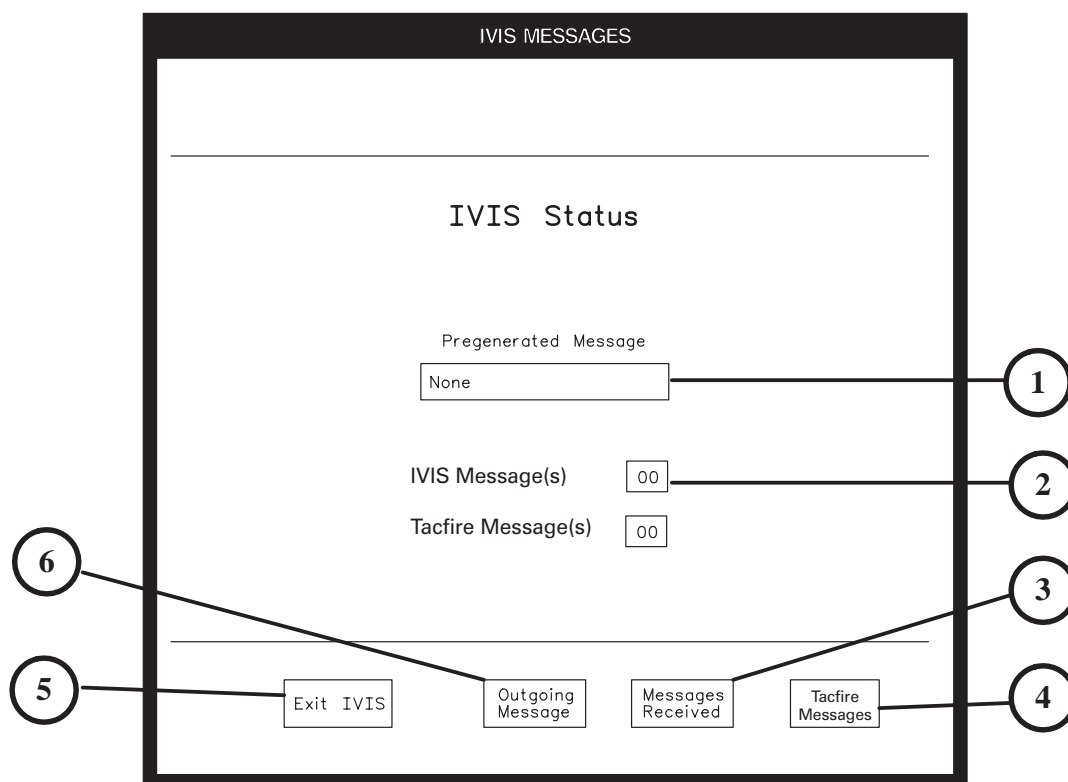 IVIS MESSAGES
IVIS Status
Pregenerated Message
None
1
IVIS Message(s) 00
2
Tacfire Message(s) 00
6
3
5
Exit IVIS
Outgoing
Message
Messages
Received
Tacfire
Messages
4